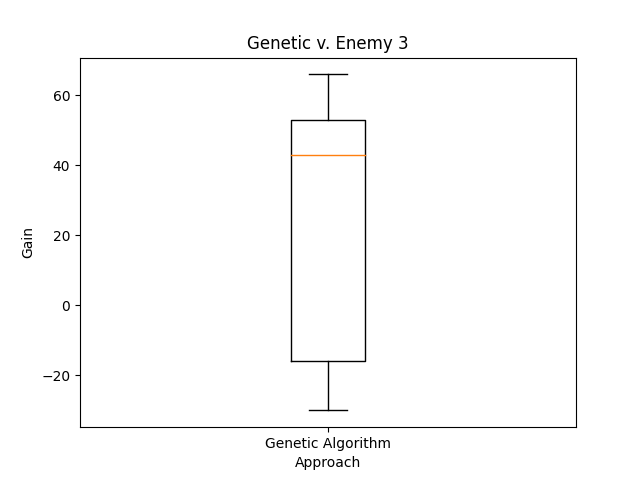 Genetic v. Enemy 3
60
40
20
0
−20
Gain
Genetic Algorithm
Approach